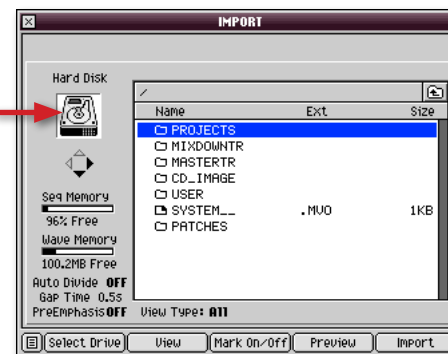 IMPORT
Hard Disk
/
Name Ext Size
PROJECTS
MIXDOWNTR
MASTERTR
CD_IMAGE
USER
SYSTEM__ .MVO 1KB
PATCHES
Seq Memory
96% Free
Wave Memory
100.2MB Free
Auto Divide OFF
Gap Time 0.5s
PreEmphasis OFF
View Type: All
Select Drive View Mark On/Off Preview Import